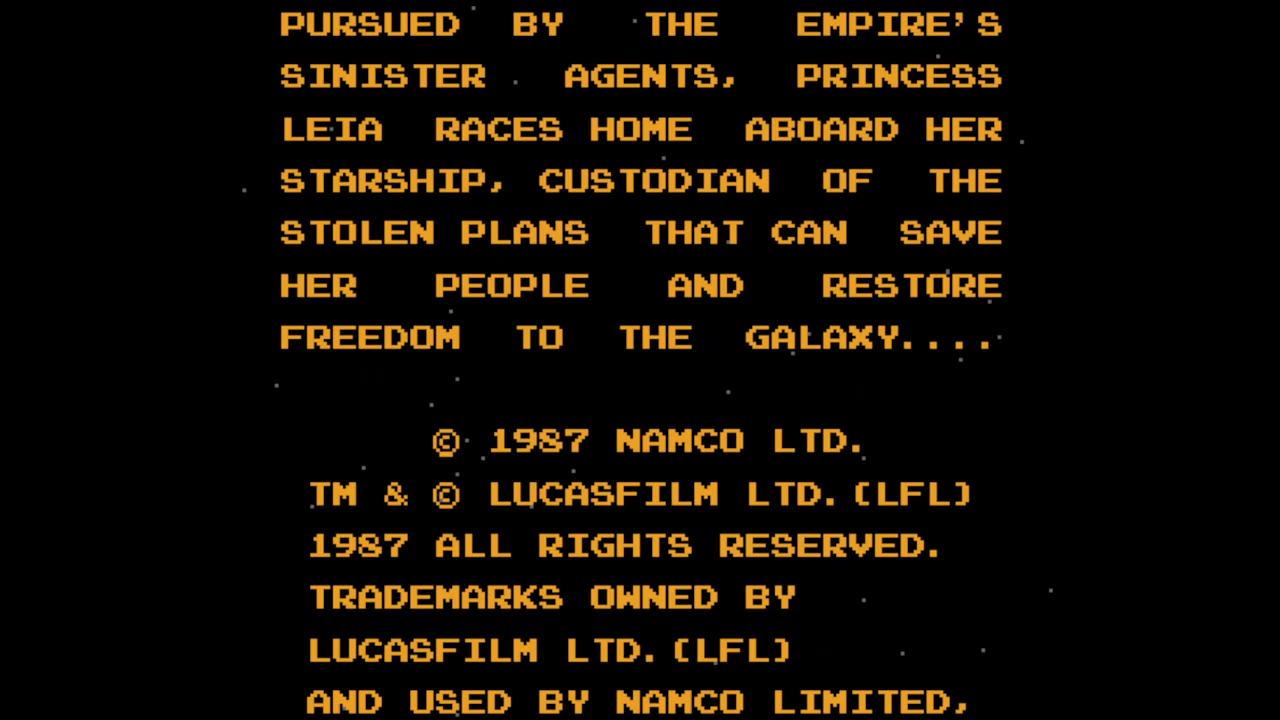 PURSUED BY THE EMPIRE'S
SINISTER AGENTS, PRINCESS
LEIA RACES HOME ABOARD HER
STARSHIP, CUSTODIAN OF THE
STOLEN PLANS THAT CAN SAVE
HER PEOPLE AND RESTORE
FREEDOM TO THE GALAXY....
© 1987 NAMCO LTD.
TM & © LUCASFILM LTD.(LFL)
1987 ALL RIGHTS RESERVED.
TRADEMARKS OWNED BY
LUCASFILM LTD.(LFL)
AND USED BY NAMCO LIMITED,